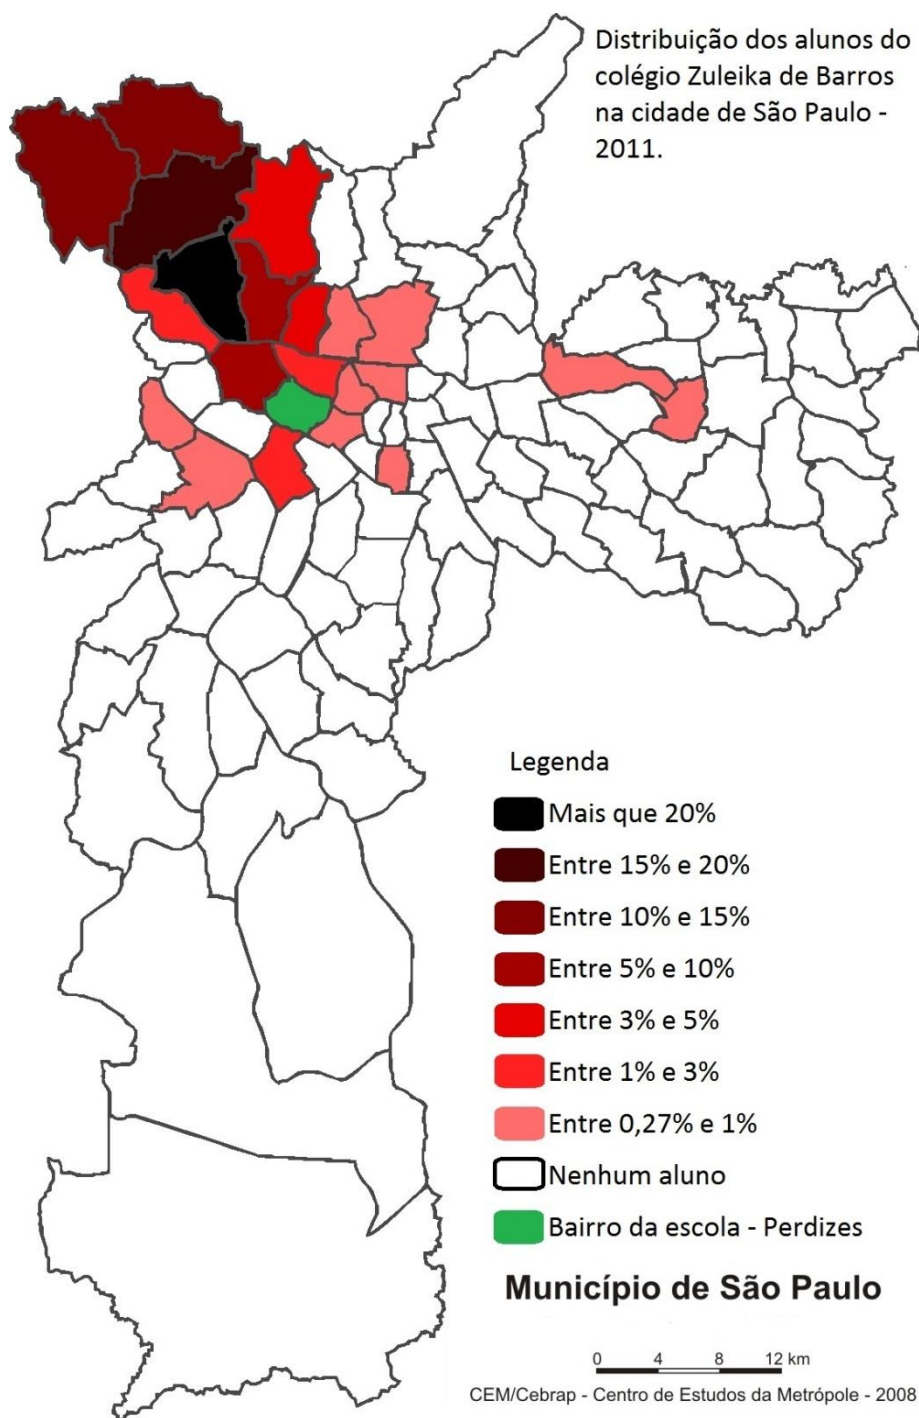 Distribuição dos alunos do
colégio Zuleika de Barros
na cidade de São Paulo -
2011.
Legenda
Mais que 20%
Entre 15% e 20%
Entre 10% e 15%
Entre 5% e 10%
Entre 3% e 5%
Entre 1% e 3%
Entre 0,27% e 1%
Nenhum aluno
Bairro da escola - Perdizes
Município de São Paulo
0 4 8 12 km
CEM/Cebrap - Centro de Estudos da Metrópole - 2008